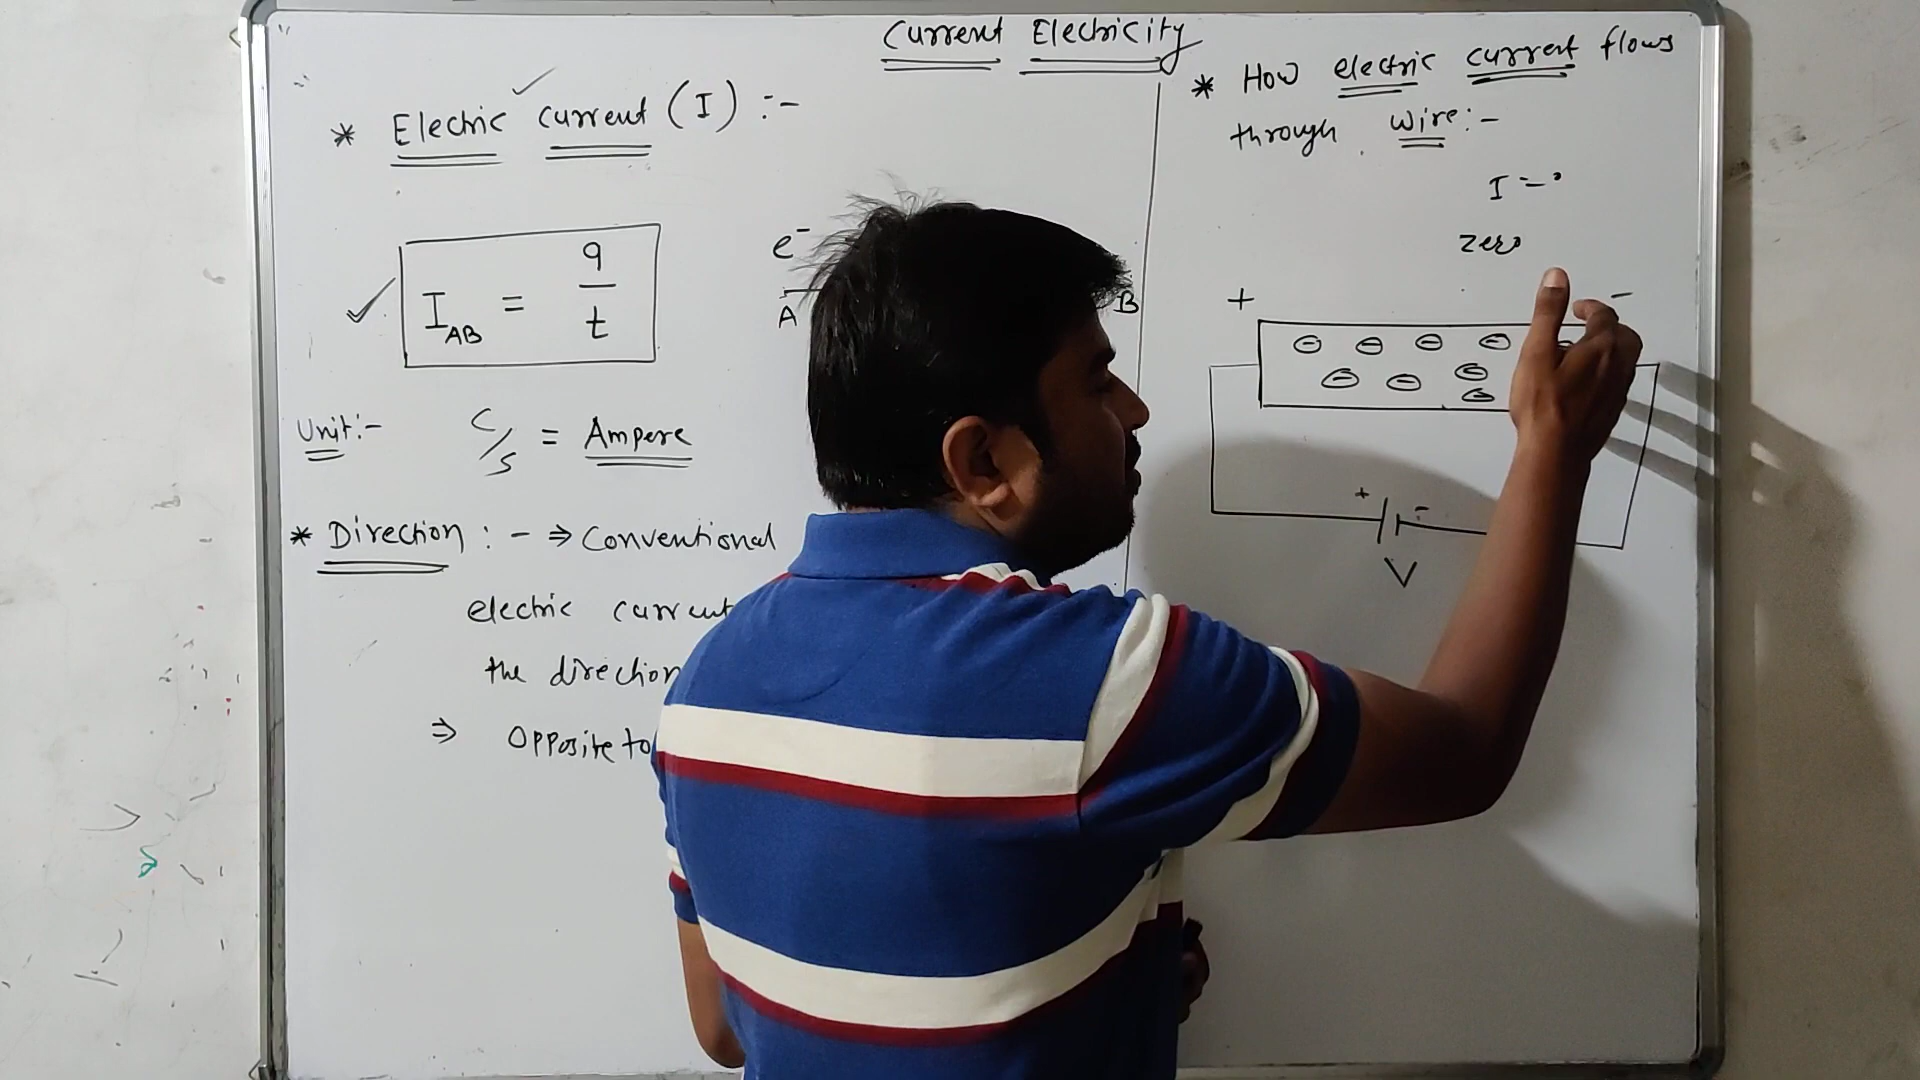 Current Electricity
* Electric Current (I) :-
I_AB = q/t
e-
A B
Unit:- C/s = Ampere
* Direction :- ⇒ Conventional
electric current
the direction
⇒ Opposite to
* How electric current flows
through wire:-
I =
zero
+ -
⊖ ⊖ ⊖ ⊖
⊖ ⊖ ⊖
⊖
+ -
V